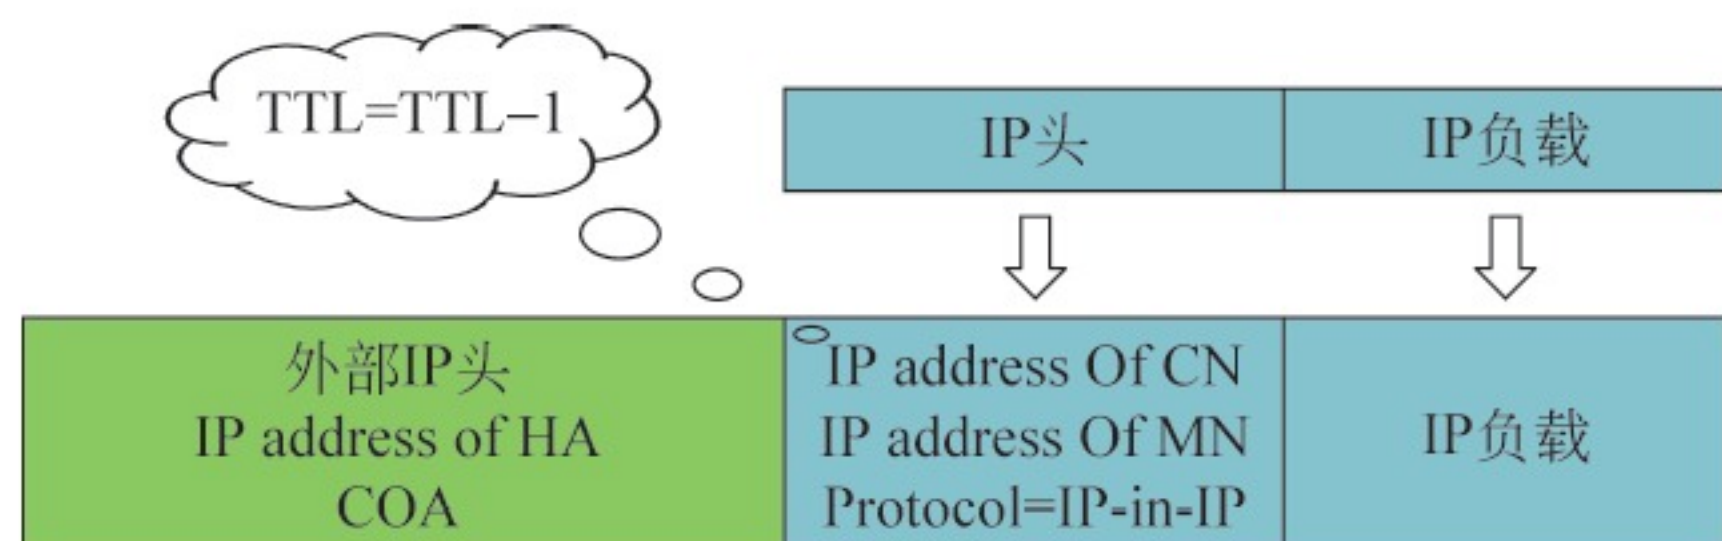 TTL=TTL–1
IP头
IP负载
外部IP头
IP address of HA
COA
IP address Of CN
IP address Of MN
Protocol=IP-in-IP
IP负载